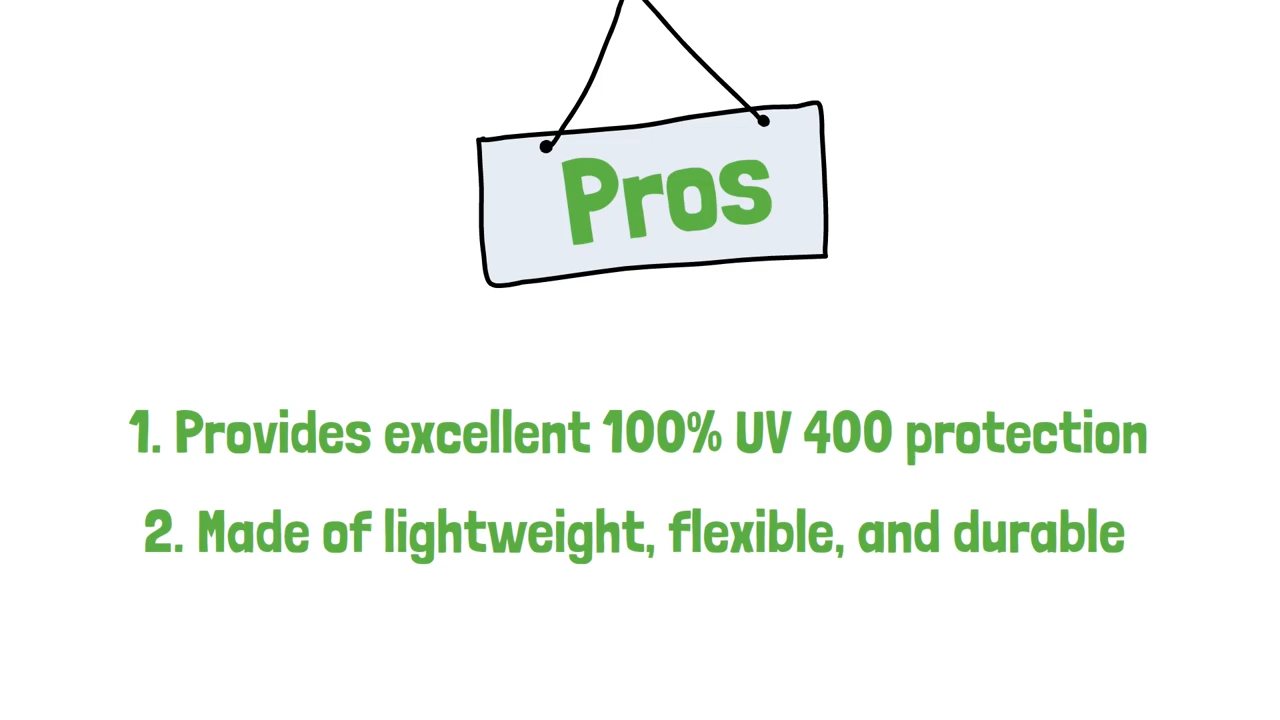 Pros
1. Provides excellent 100% UV 400 protection
2. Made of lightweight, flexible, and durable